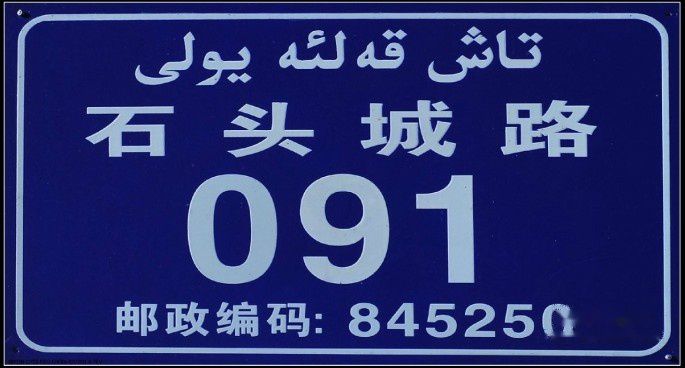 تاش قەلئە يولى
石头城路
091
邮政编码: 845250